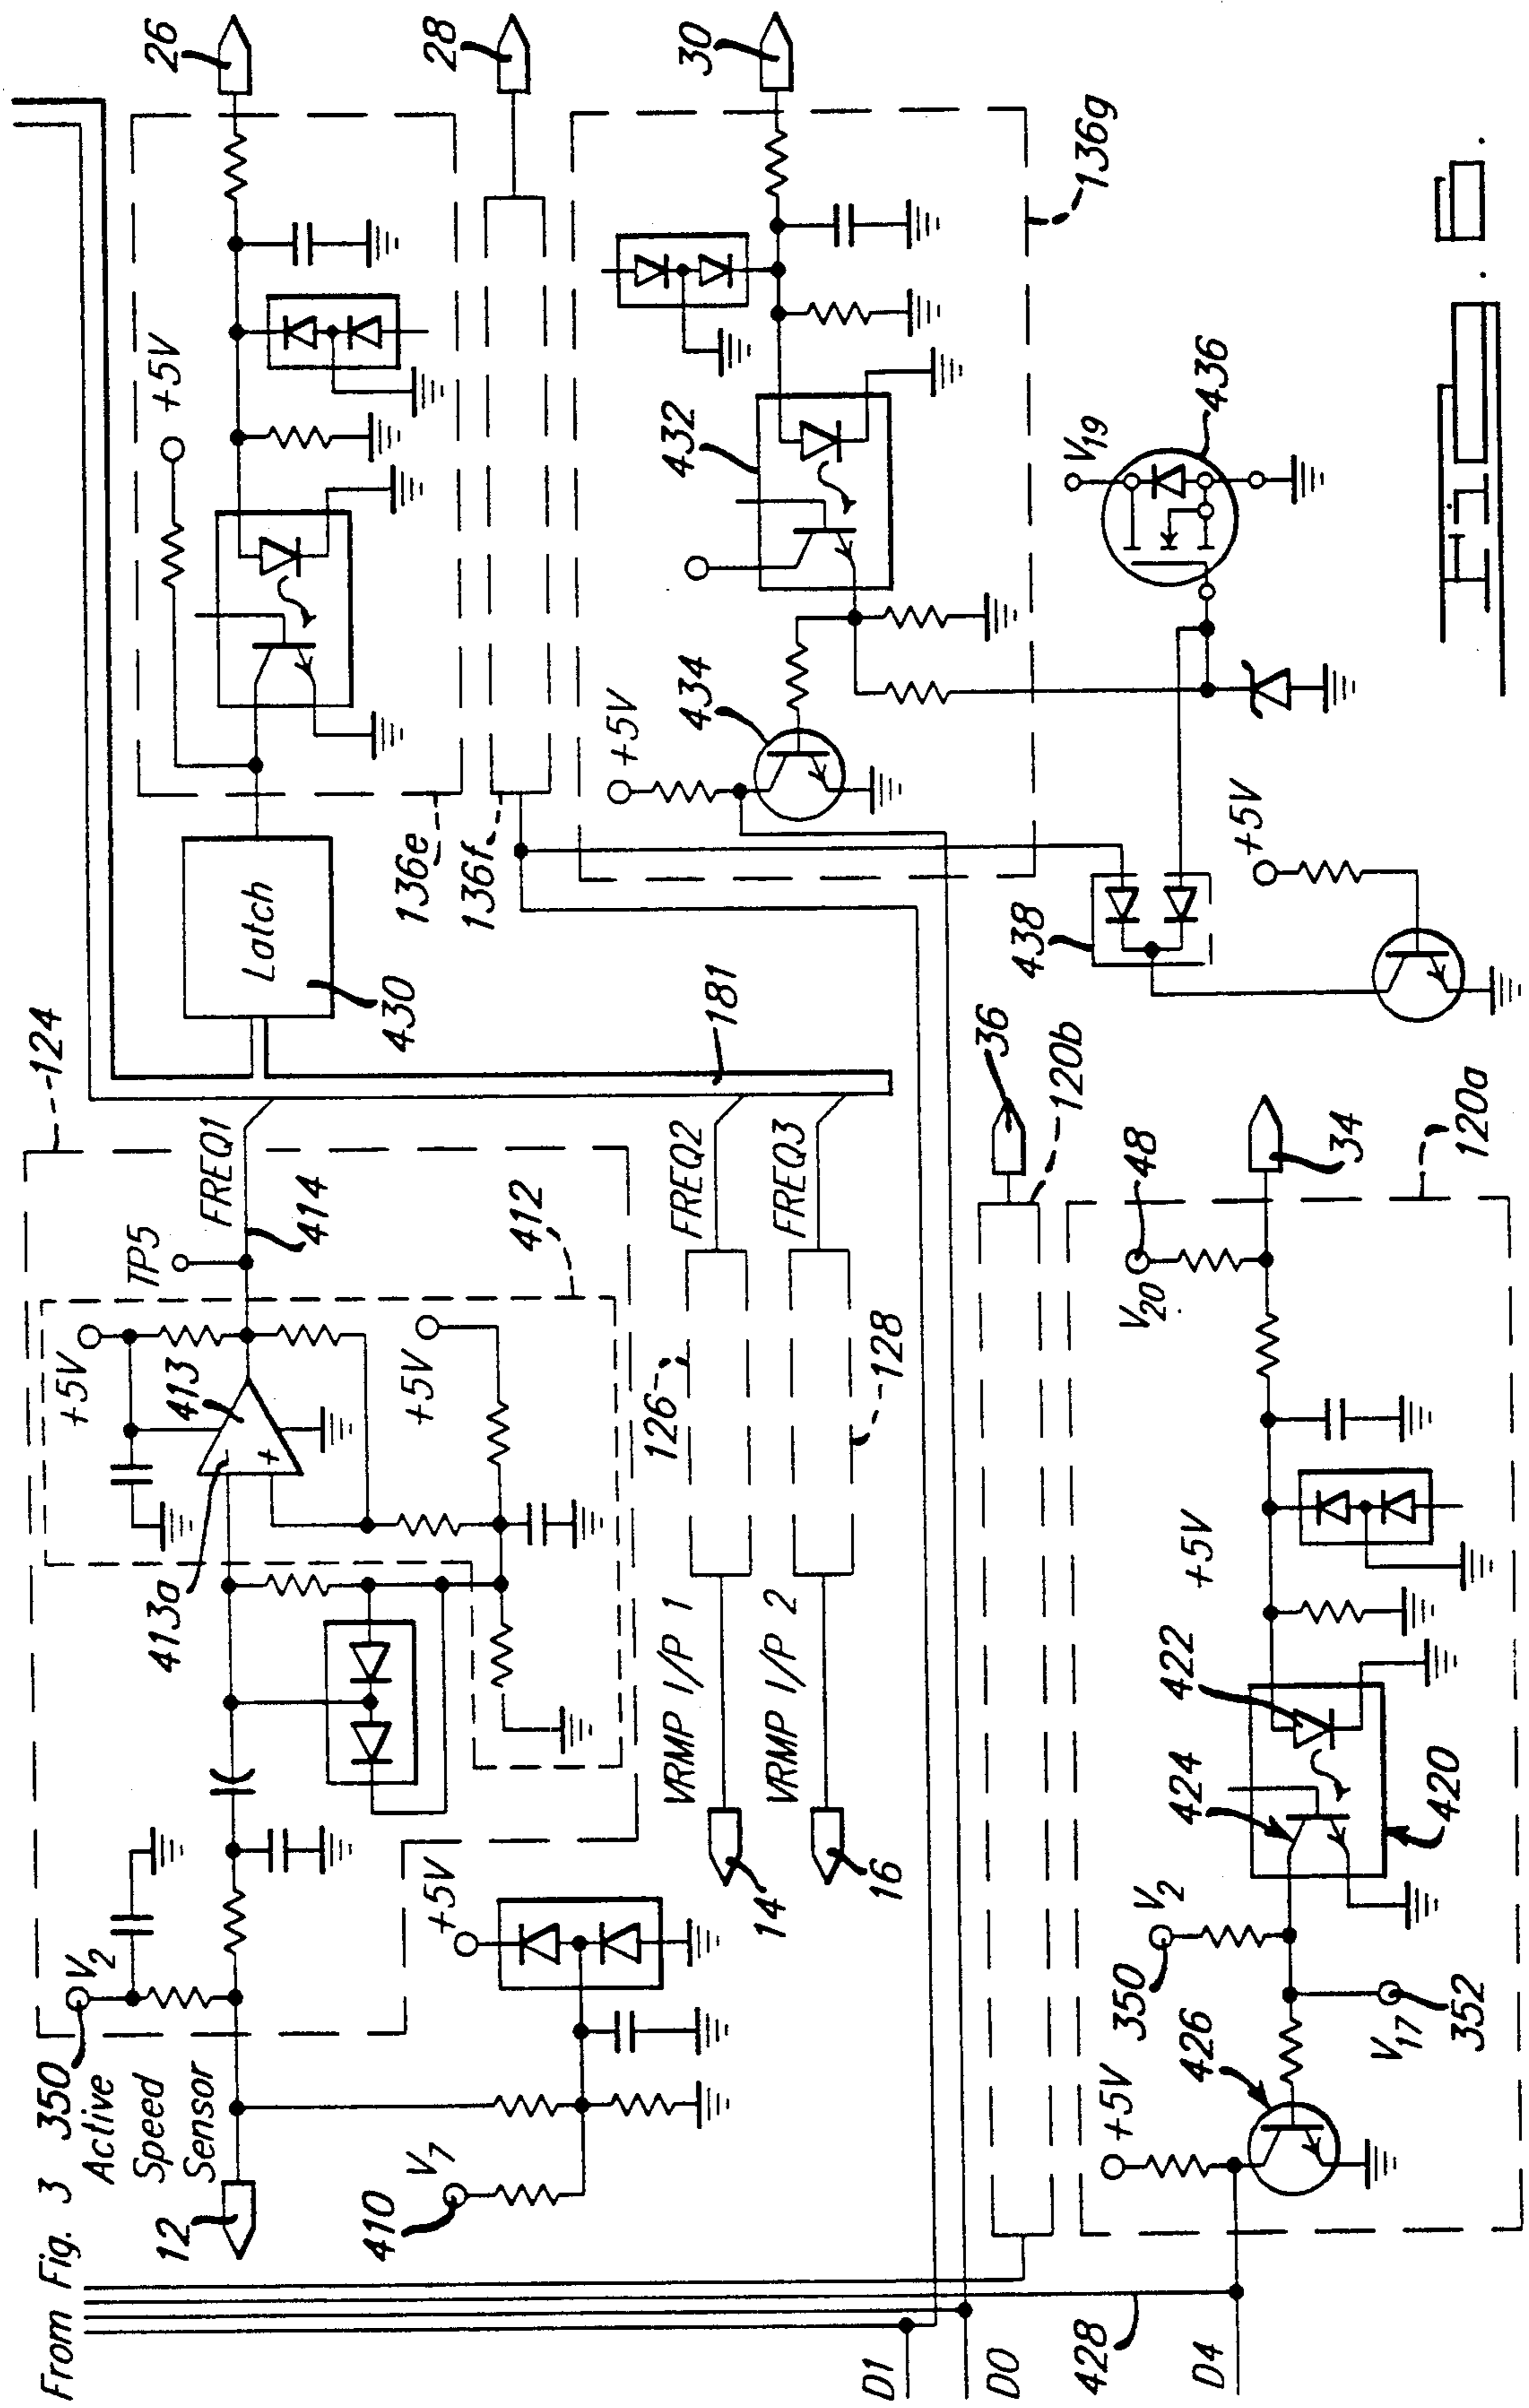 From Fig. 3
350
V2
Active
Speed
Sensor
12
410
V7
+5V
413a
413
+5V
+5V
TP5
FREQ1
414
412
124
Latch
430
181
136e
136f
+5V
26
28
30
VRMP I/P 1
14
126
FREQ2
VRMP I/P 2
16
128
FREQ3
+5V
434
432
136g
V19
436
438
+5V
36
120b
D1
D0
428
D4
+5V
426
350
V2
V17
352
424
422
420
+5V
V20
48
34
120a